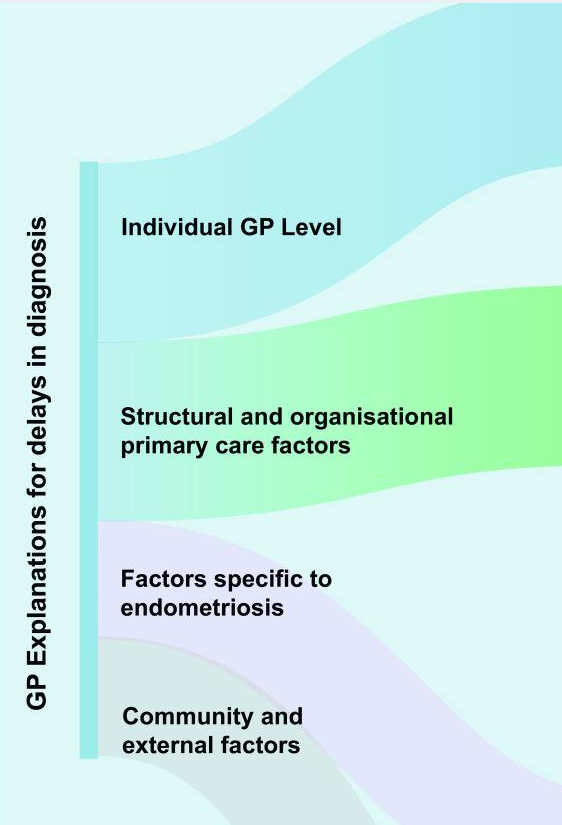 GP Explanations for delays in diagnosis
Individual GP Level
Structural and organisational
primary care factors
Factors specific to
endometriosis
Community and
external factors